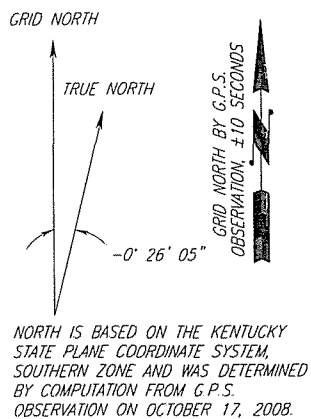 GRID NORTH
TRUE NORTH
-0° 26' 05"
GRID NORTH BY G.P.S.
OBSERVATION, ±10 SECONDS
NORTH IS BASED ON THE KENTUCKY
STATE PLANE COORDINATE SYSTEM,
SOUTHERN ZONE AND WAS DETERMINED
BY COMPUTATION FROM G.P.S.
OBSERVATION ON OCTOBER 17, 2008.